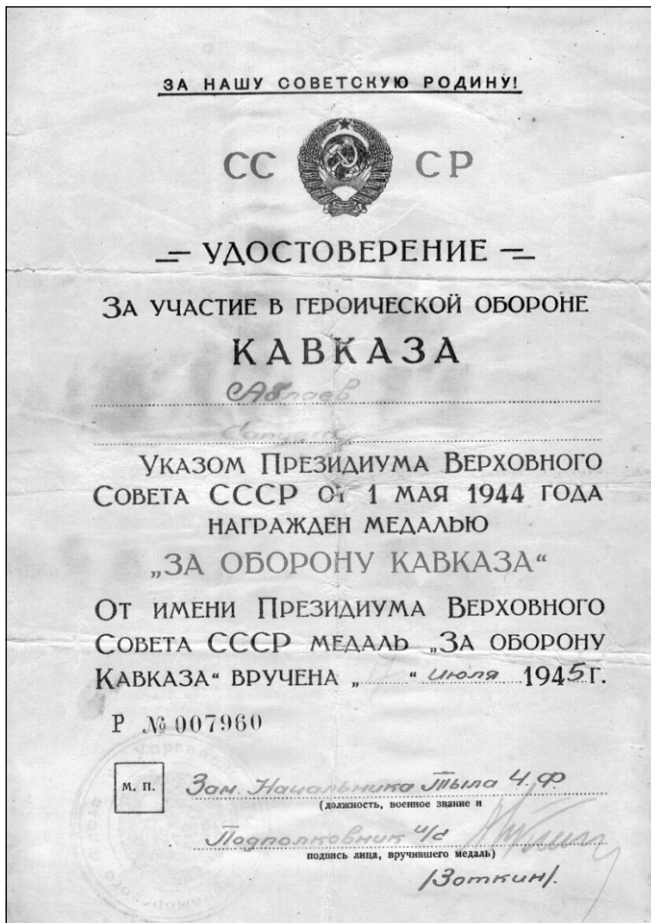 ЗА НАШУ СОВЕТСКУЮ РОДИНУ!
СС СР
УДОСТОВЕРЕНИЕ
ЗА УЧАСТИЕ В ГЕРОИЧЕСКОЙ ОБОРОНЕ
КАВКАЗА
Аблаев
УКАЗОМ ПРЕЗИДИУМА ВЕРХОВНОГО
СОВЕТА СССР От 1 МАЯ 1944 ГОДА
НАГРАЖДЕН МЕДАЛЬЮ
„ЗА ОБОРОНУ КАВКАЗА“
ОТ ИМЕНИ ПРЕЗИДИУМА ВЕРХОВНОГО
СОВЕТА СССР МЕДАЛЬ „ЗА ОБОРОНУ
КАВКАЗА“ ВРУЧЕНА „ “ июля 1945 г.
Р № 007960
М. П. Зам. Начальника Тыла Ч.Ф.
(должность, военное звание и
Подполковник и/с
подпись лица, вручившего медаль)
/Зоткин/.